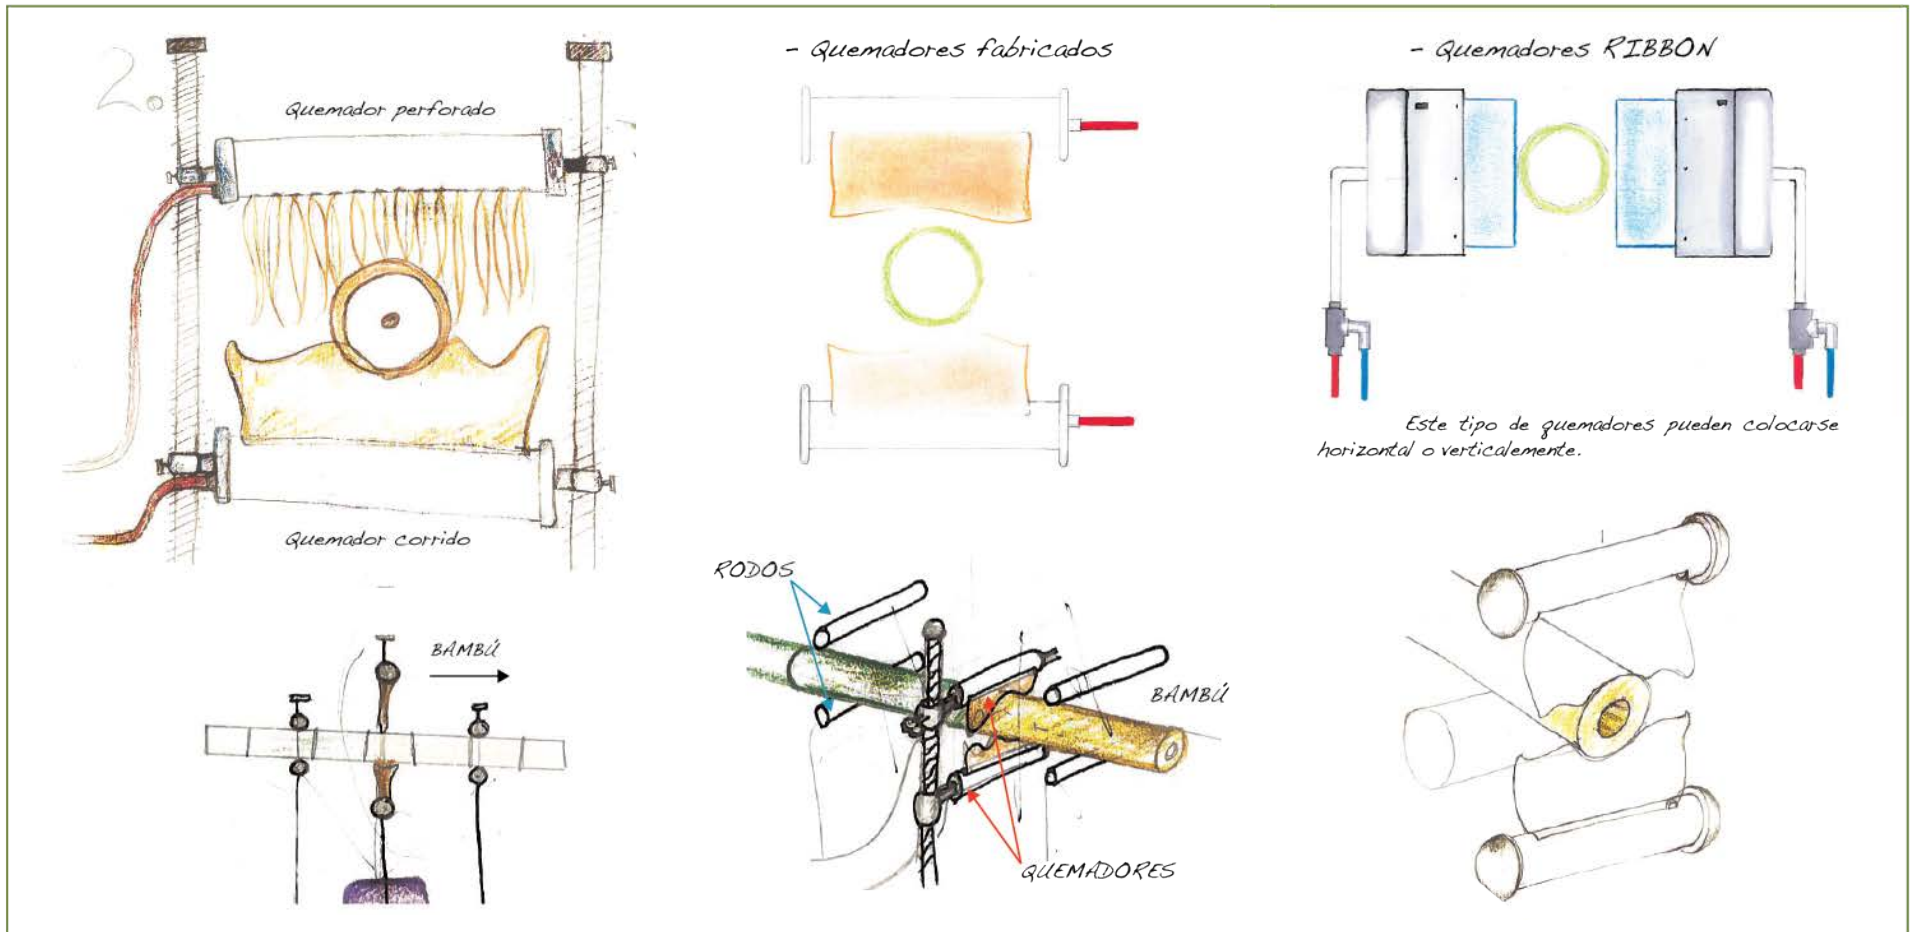 2.
Quemador perforado
Quemador corrido
- Quemadores fabricados
- Quemadores RIBBON
Este tipo de quemadores pueden colocarse
horizontal o verticalemente.
BAMBÚ
RODOS
BAMBÚ
QUEMADORES